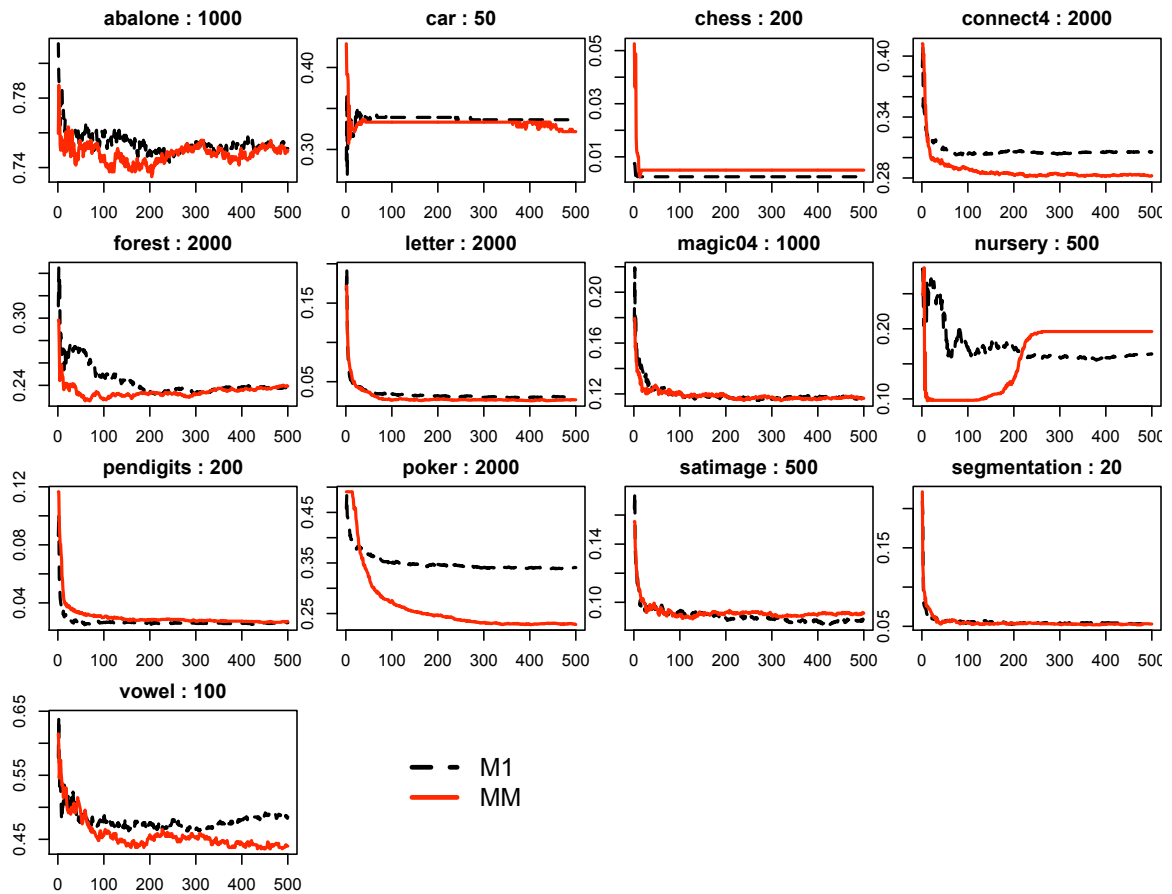 abalone : 1000 car : 50 chess : 200 connect4 : 2000
0.74 0.78
0.30 0.40
0.01 0.03 0.05
0.28 0.34 0.40
0 100 200 300 400 500 0 100 200 300 400 500 0 100 200 300 400 500 0 100 200 300 400 500
forest : 2000 letter : 2000 magic04 : 1000 nursery : 500
0.24 0.30
0.05 0.15
0.12 0.16 0.20
0.10 0.20
0 100 200 300 400 500 0 100 200 300 400 500 0 100 200 300 400 500 0 100 200 300 400 500
pendigits : 200 poker : 2000 satimage : 500 segmentation : 20
0.04 0.08 0.12
0.25 0.35 0.45
0.10 0.14
0.05 0.15
0 100 200 300 400 500 0 100 200 300 400 500 0 100 200 300 400 500 0 100 200 300 400 500
vowel : 100
0.45 0.55 0.65
0 100 200 300 400 500
M1
MM